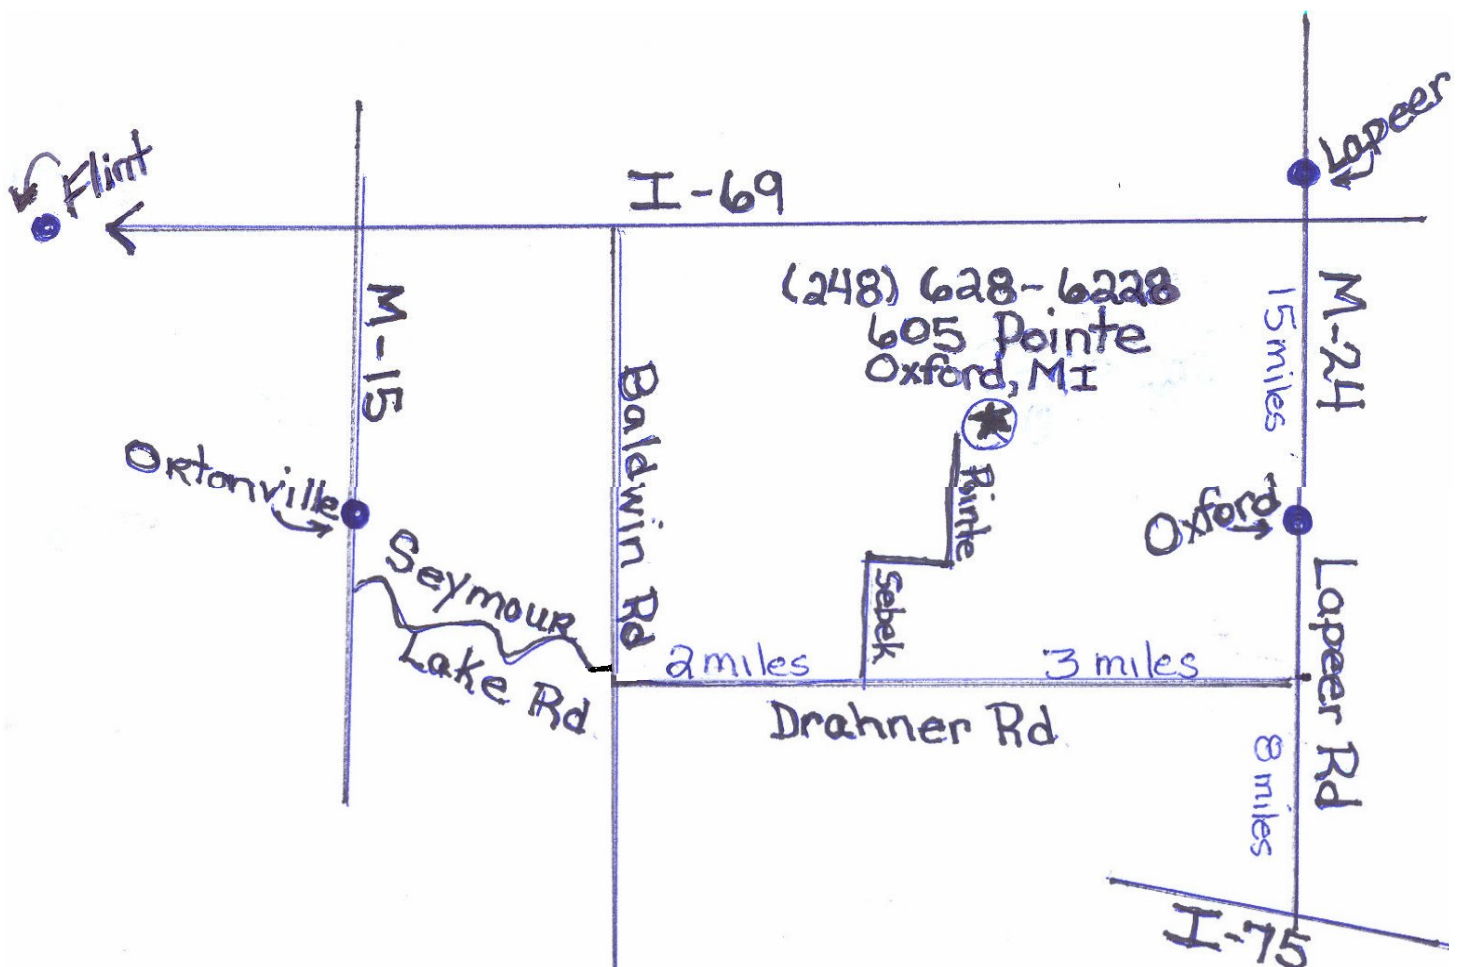 Lapeer
Flint
I-69
(248) 628-6228
605 Pointe
Oxford, MI
M-15
Baldwin Rd
15 miles
M-24
Ortonville
Pointe
Oxford
Seymour
Lake Rd
Sebek
2 miles
3 miles
Lapeer Rd
Drahner Rd
8 miles
I-75